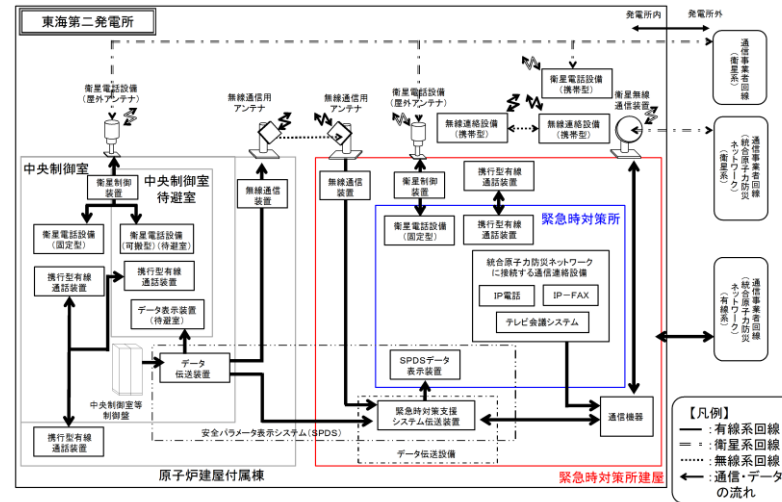 東海第二発電所
発電所内
発電所外
通信事業者回線
（衛星系）
衛星電話設備
（屋外アンテナ）
無線通信用
アンテナ
無線通信用
アンテナ
衛星電話設備
（屋外アンテナ）
衛星電話設備
（携帯型）
衛星無線
通信装置
無線連絡設備
（携帯型）
無線連絡設備
（携帯型）
通信事業者回線
（統合原子力防災
ネットワーク）
（衛星系）
中央制御室
衛星制御
装置
中央制御室
待避室
無線通信
装置
無線通信
装置
衛星制御
装置
携行型有線
通話装置
緊急時対策所
衛星電話設備
（固定型）
衛星電話設備
（可搬型）（待避室）
衛星電話設備
（固定型）
携行型有線
通話装置
携行型有線
通話装置
携行型有線
通話装置
統合原子力防災ネットワーク
に接続する通信連絡設備
IP電話
IP－FAX
テレビ会議システム
通信事業者回線
（統合原子力防災
ネットワーク）
（有線系）
データ表示装置
（待避室）
データ
伝送装置
SPDSデータ
表示装置
中央制御室等
制御盤
緊急時対策支援
システム伝送装置
通信機器
携行型有線
通話装置
安全パラメータ表示システム（SPDS）
データ伝送設備
原子炉建屋付属棟
緊急時対策所建屋
【凡例】
：有線系回線
：衛星系回線
：無線系回線
：通信・データ
の流れ